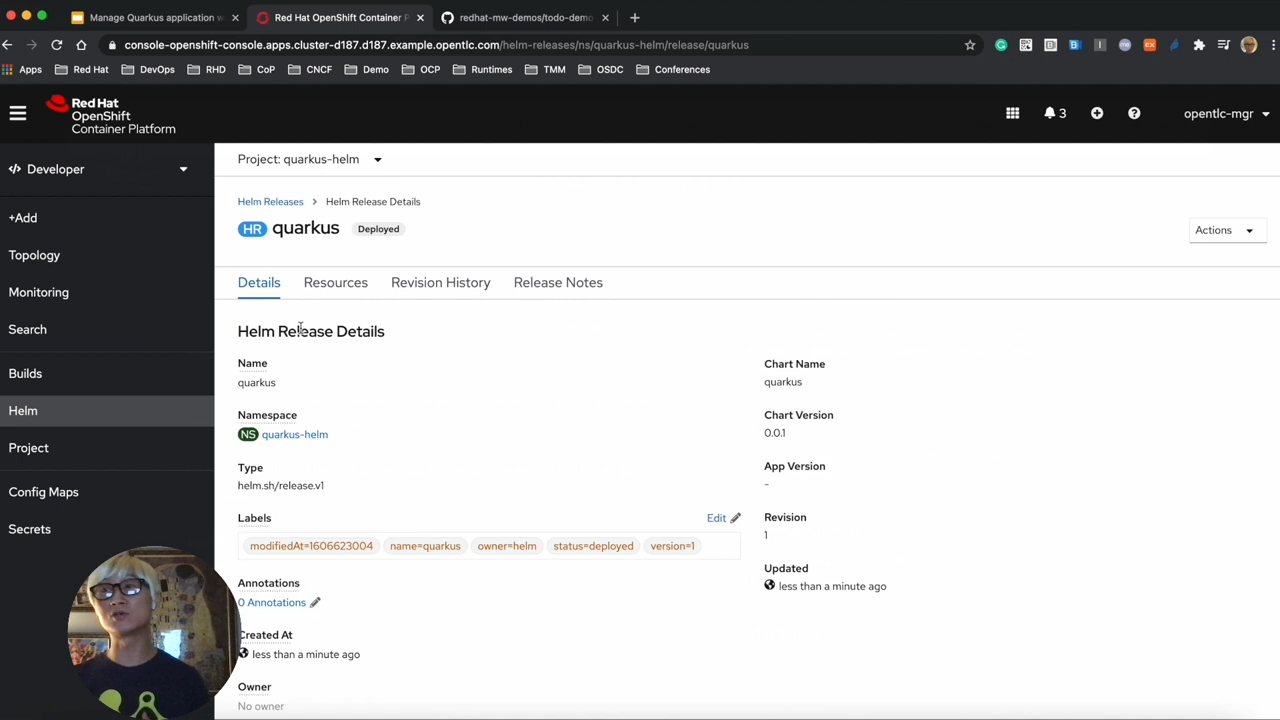 Manage Quarkus application w
Red Hat OpenShift Container P
redhat-mw-demos/todo-demo
console-openshift-console.apps.cluster-d187.d187.example.opentlc.com/helm-releases/ns/quarkus-helm/release/quarkus
Apps
Red Hat
DevOps
RHD
CoP
CNCF
Demo
OCP
Runtimes
TMM
OSDC
Conferences
Red Hat
OpenShift
Container Platform
3
opentlc-mgr
Developer
Project: quarkus-helm
+Add
Topology
Monitoring
Search
Builds
Helm
Project
Config Maps
Secrets
Helm Releases > Helm Release Details
HR quarkus Deployed
Actions
Details Resources Revision History Release Notes
Helm Release Details
Name
quarkus
Namespace
NS quarkus-helm
Type
helm.sh/release.v1
Labels
Edit
modifiedAt=1606623004 name=quarkus owner=helm status=deployed version=1
Annotations
0 Annotations
Created At
less than a minute ago
Owner
No owner
Chart Name
quarkus
Chart Version
0.0.1
App Version
-
Revision
1
Updated
less than a minute ago